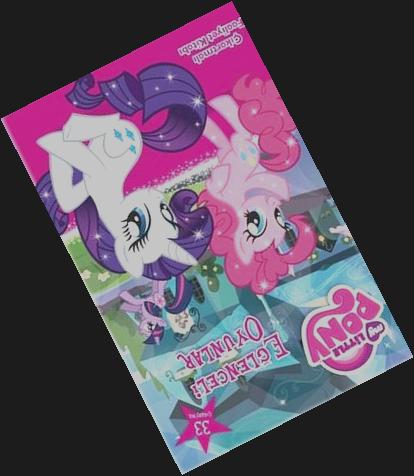 MY LITTLE
PONY
EĞLENCELİ
OYUNLAR
33
Çıkartmalı
Faaliyet Kitabı